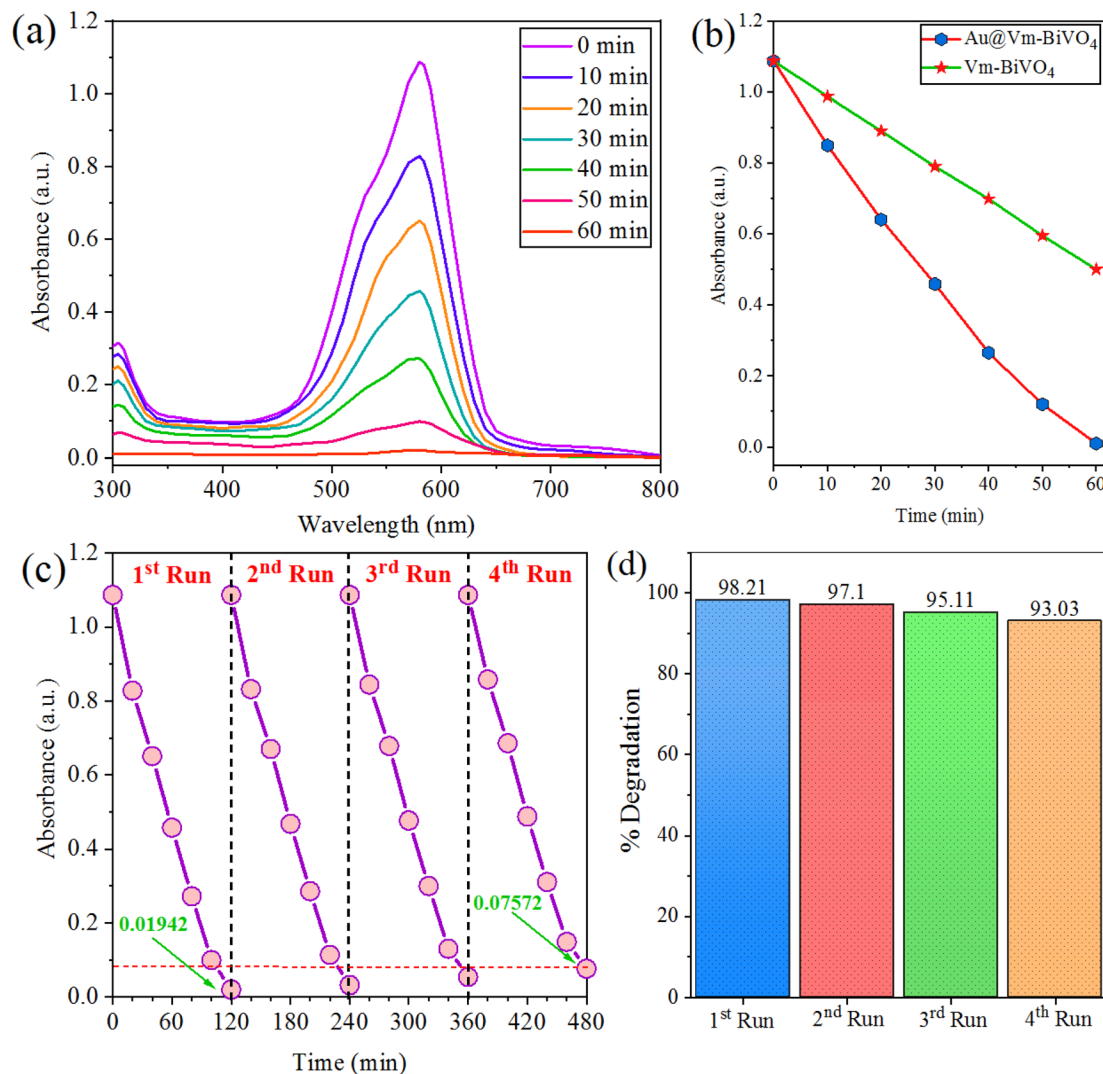 (a)
1.2
1.0
0.8
0.6
0.4
0.2
0.0
Absorbance (a.u.)
0 min
10 min
20 min
30 min
40 min
50 min
60 min
300 400 500 600 700 800
Wavelength (nm)
(b)
1.2
1.0
0.8
0.6
0.4
0.2
0.0
Absorbance (a.u.)
Au@Vm-BiVO₄
Vm-BiVO₄
0 10 20 30 40 50 60
Time (min)
(c)
1.2
1.0
0.8
0.6
0.4
0.2
0.0
Absorbance (a.u.)
1st Run 2nd Run 3rd Run 4th Run
0.01942
0.07572
0 60 120 180 240 300 360 420 480
Time (min)
(d)
100
80
60
40
20
0
% Degradation
98.21 97.1 95.11 93.03
1st Run 2nd Run 3rd Run 4th Run